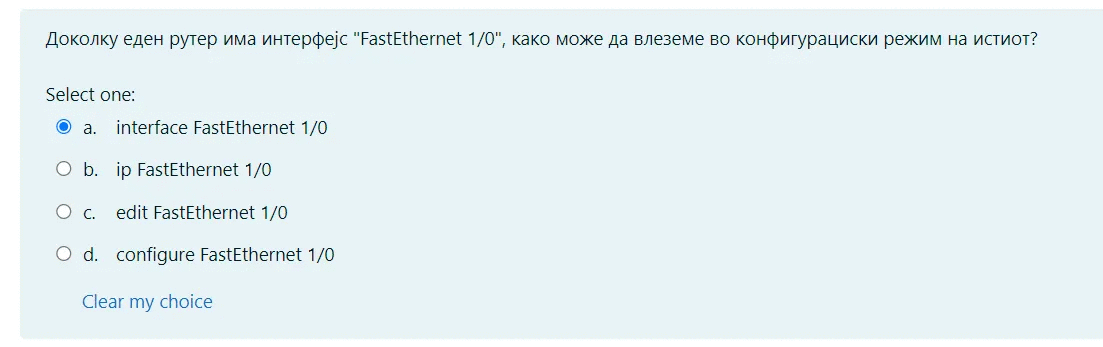 Доколку еден рутер има интерфејс "FastEthernet 1/0", како може да влеземе во конфигурациски режим на истиот?
Select one:
a. interface FastEthernet 1/0
b. ip FastEthernet 1/0
c. edit FastEthernet 1/0
d. configure FastEthernet 1/0
Clear my choice